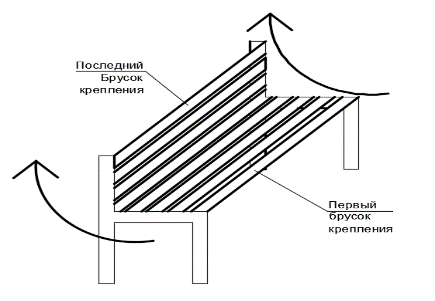 Последний
Брусок
крепления
Первый
брусок
крепления